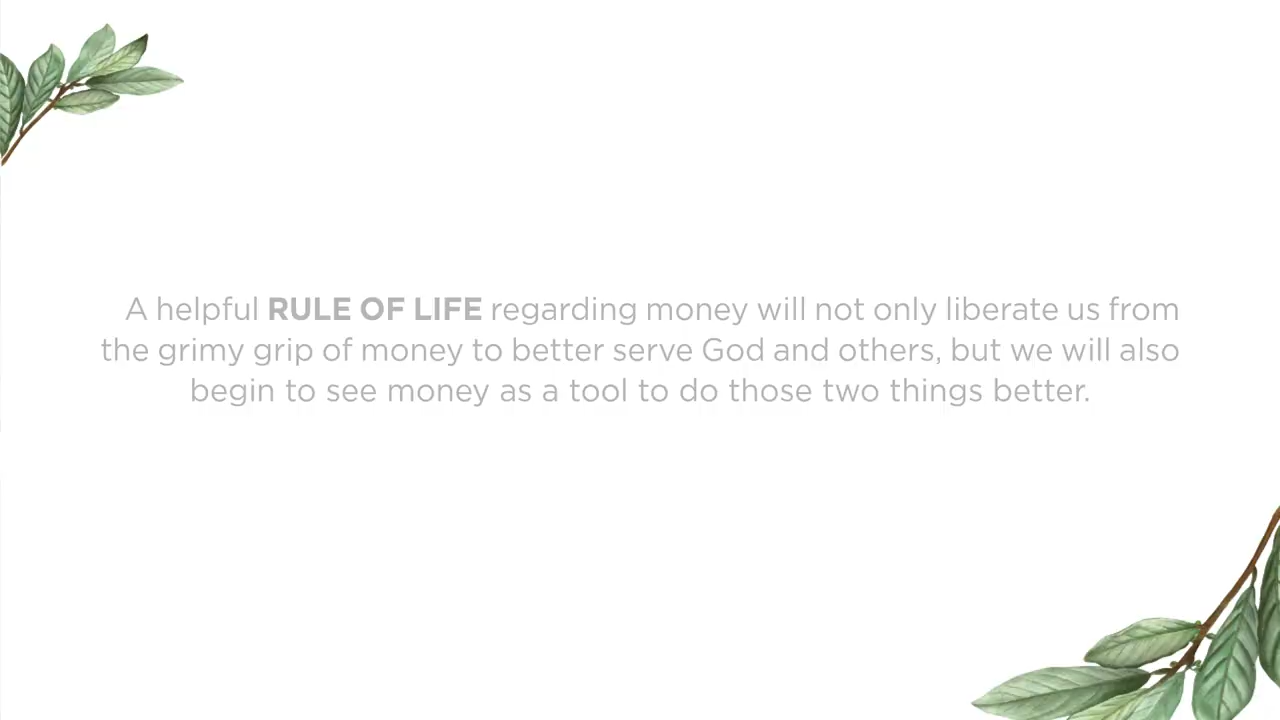 A helpful RULE OF LIFE regarding money will not only liberate us from
the grimy grip of money to better serve God and others, but we will also
begin to see money as a tool to do those two things better.